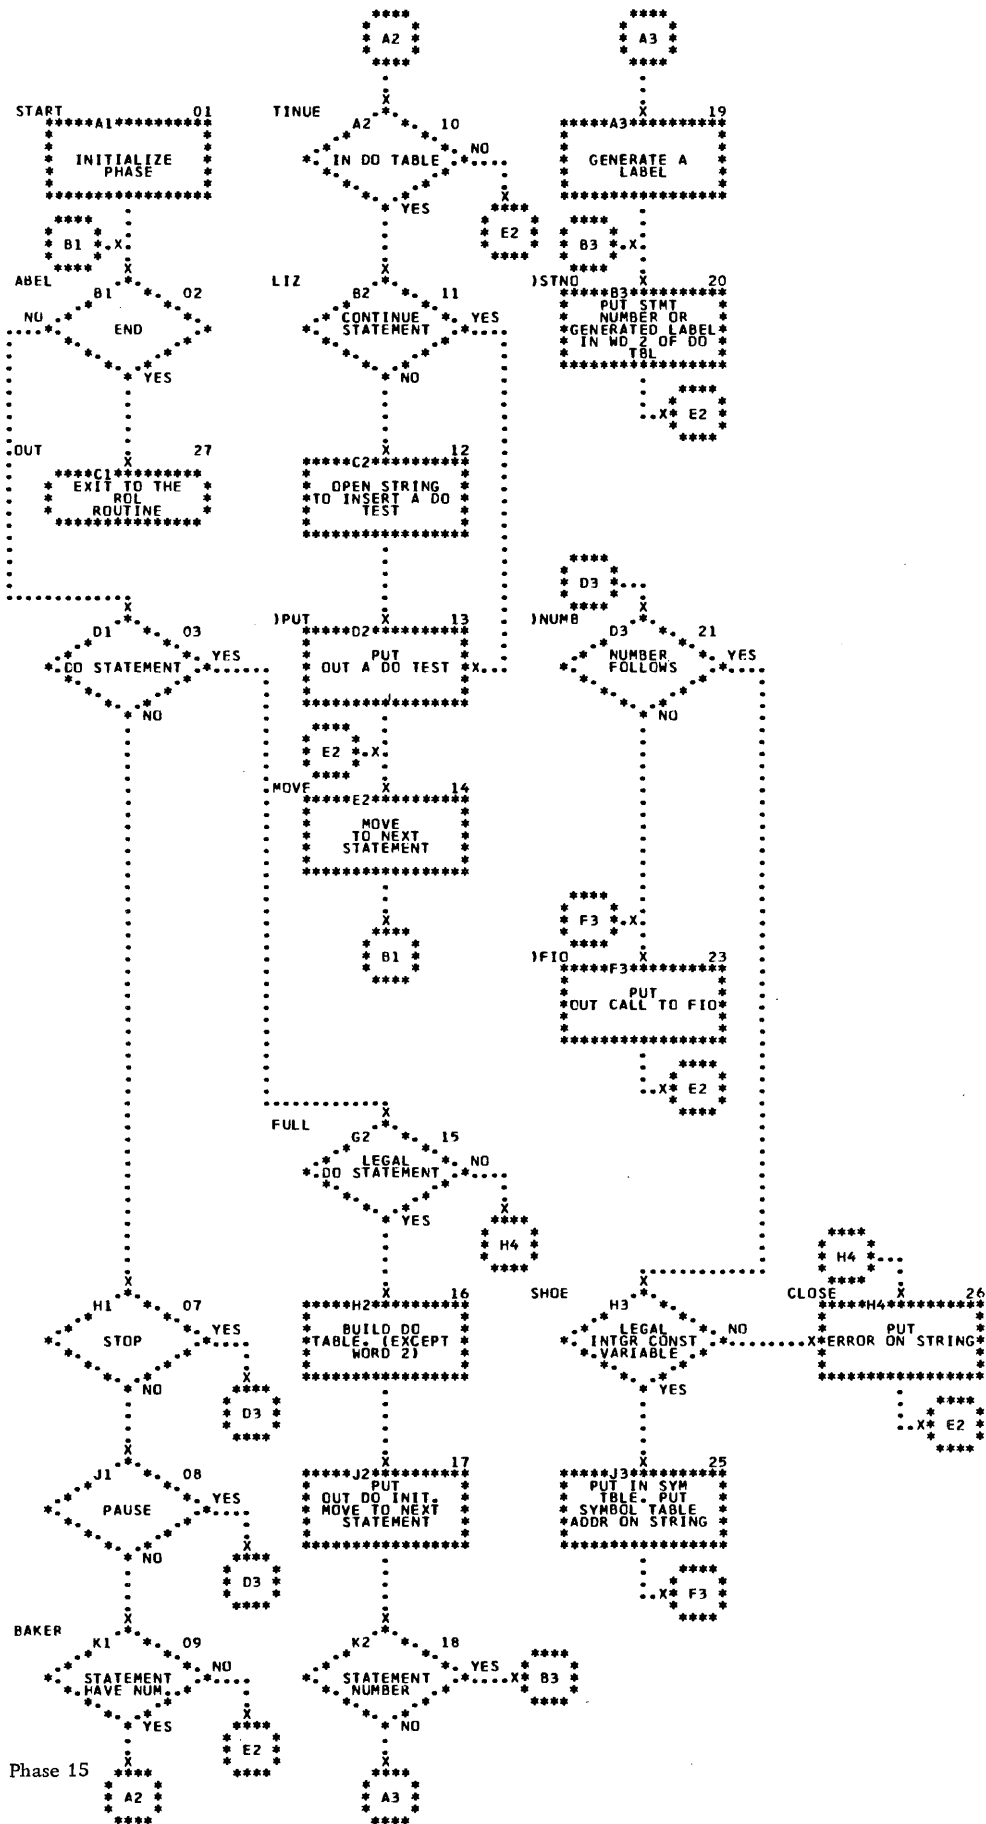 A2
A3
START
A1
01
INITIALIZE
PHASE
B1
ABEL
B1
02
NO
END
YES
OUT
27
C1
EXIT TO THE
ROL
ROUTINE
D1
03
DO STATEMENT
YES
NO
H1
07
STOP
YES
NO
D3
J1
08
PAUSE
YES
NO
D3
BAKER
K1
09
STATEMENT
HAVE NUM.
NO
YES
E2
Phase 15
A2
TINUE
A2
10
IN DO TABLE
NO
YES
E2
LIZ
B2
11
CONTINUE
STATEMENT
YES
NO
C2
12
OPEN STRING
TO INSERT A DO
TEST
)PUT
D2
13
PUT
OUT A DO TEST
E2
MOVE
E2
14
MOVE
TO NEXT
STATEMENT
B1
FULL
G2
15
LEGAL
DO STATEMENT
NO
YES
H4
H2
16
BUILD DO
TABLE. (EXCEPT
WORD 2)
J2
17
PUT
OUT DO INIT.
MOVE TO NEXT
STATEMENT
K2
18
STATEMENT
NUMBER
YES
B3
NO
A3
A3
19
GENERATE A
LABEL
B3
)STNO
B3
20
PUT STMT
NUMBER OR
GENERATED LABEL
IN WD 2 OF DO
TBL
E2
D3
)NUMB
D3
21
NUMBER
FOLLOWS
YES
NO
F3
)FIO
F3
23
PUT
OUT CALL TO FIO
E2
SHOE
H3
LEGAL
INTGR CONST
VARIABLE
NO
YES
J3
25
PUT IN SYM
TBLE. PUT
SYMBOL TABLE
ADDR ON STRING
F3
H4
CLOSE
H4
26
PUT
ERROR ON STRING
E2